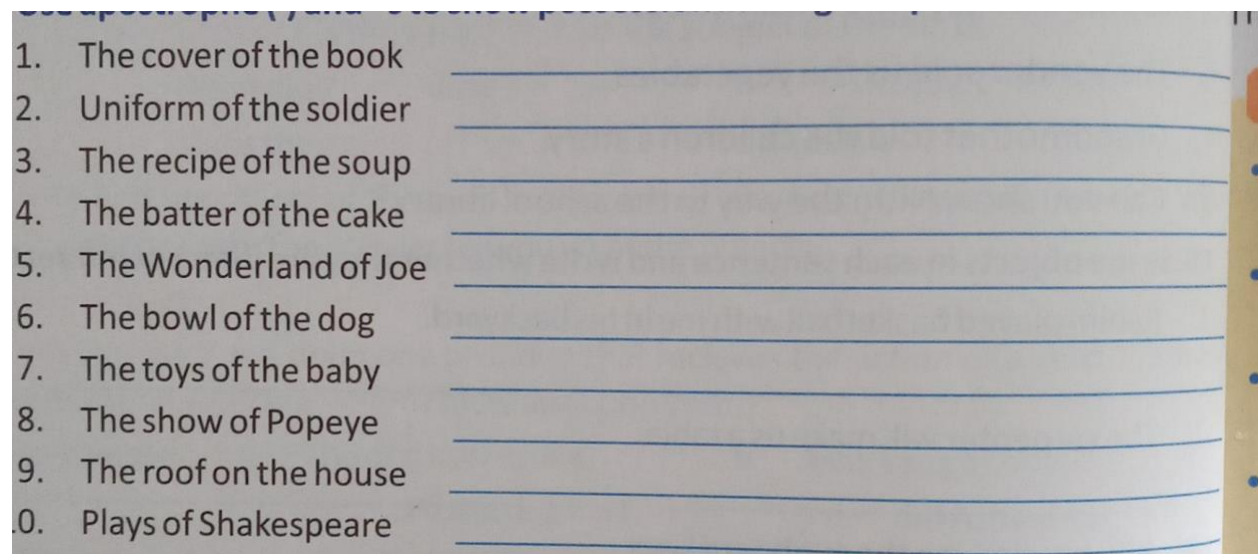 1. The cover of the book
2. Uniform of the soldier
3. The recipe of the soup
4. The batter of the cake
5. The Wonderland of Joe
6. The bowl of the dog
7. The toys of the baby
8. The show of Popeye
9. The roof on the house
0. Plays of Shakespeare